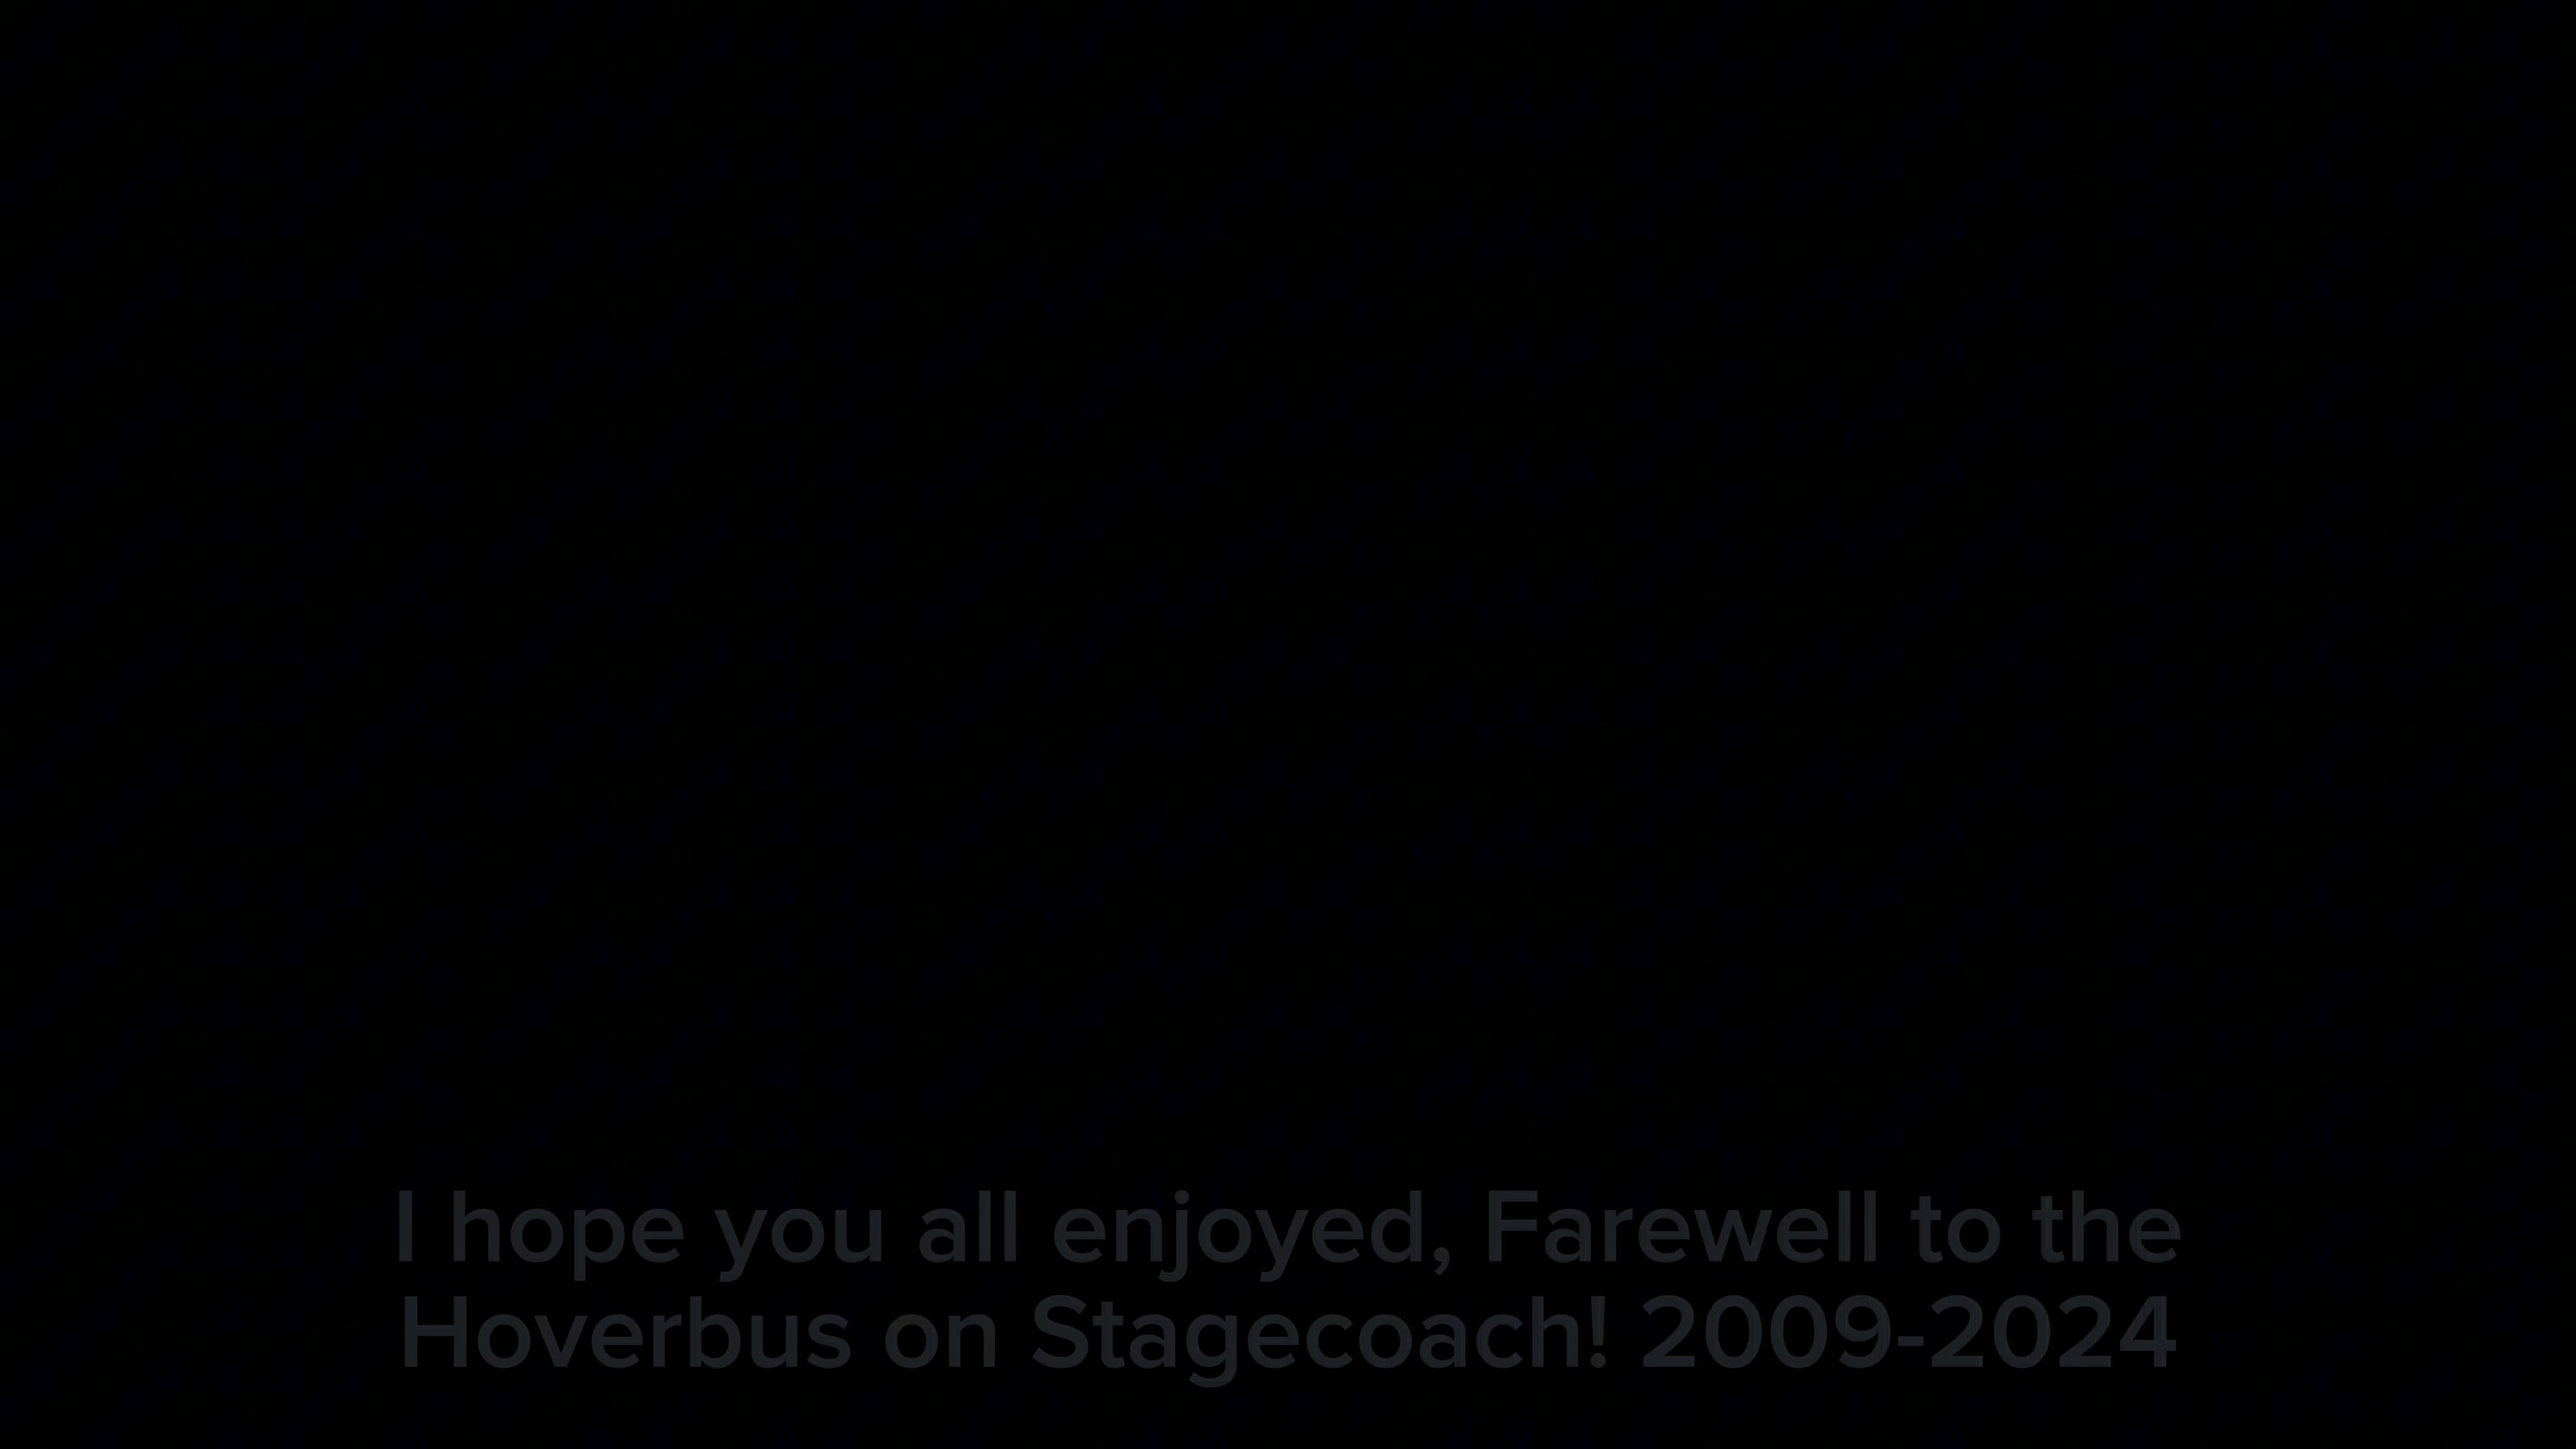 I hope you all enjoyed, Farewell to the
Hoverbus on Stagecoach! 2009-2024